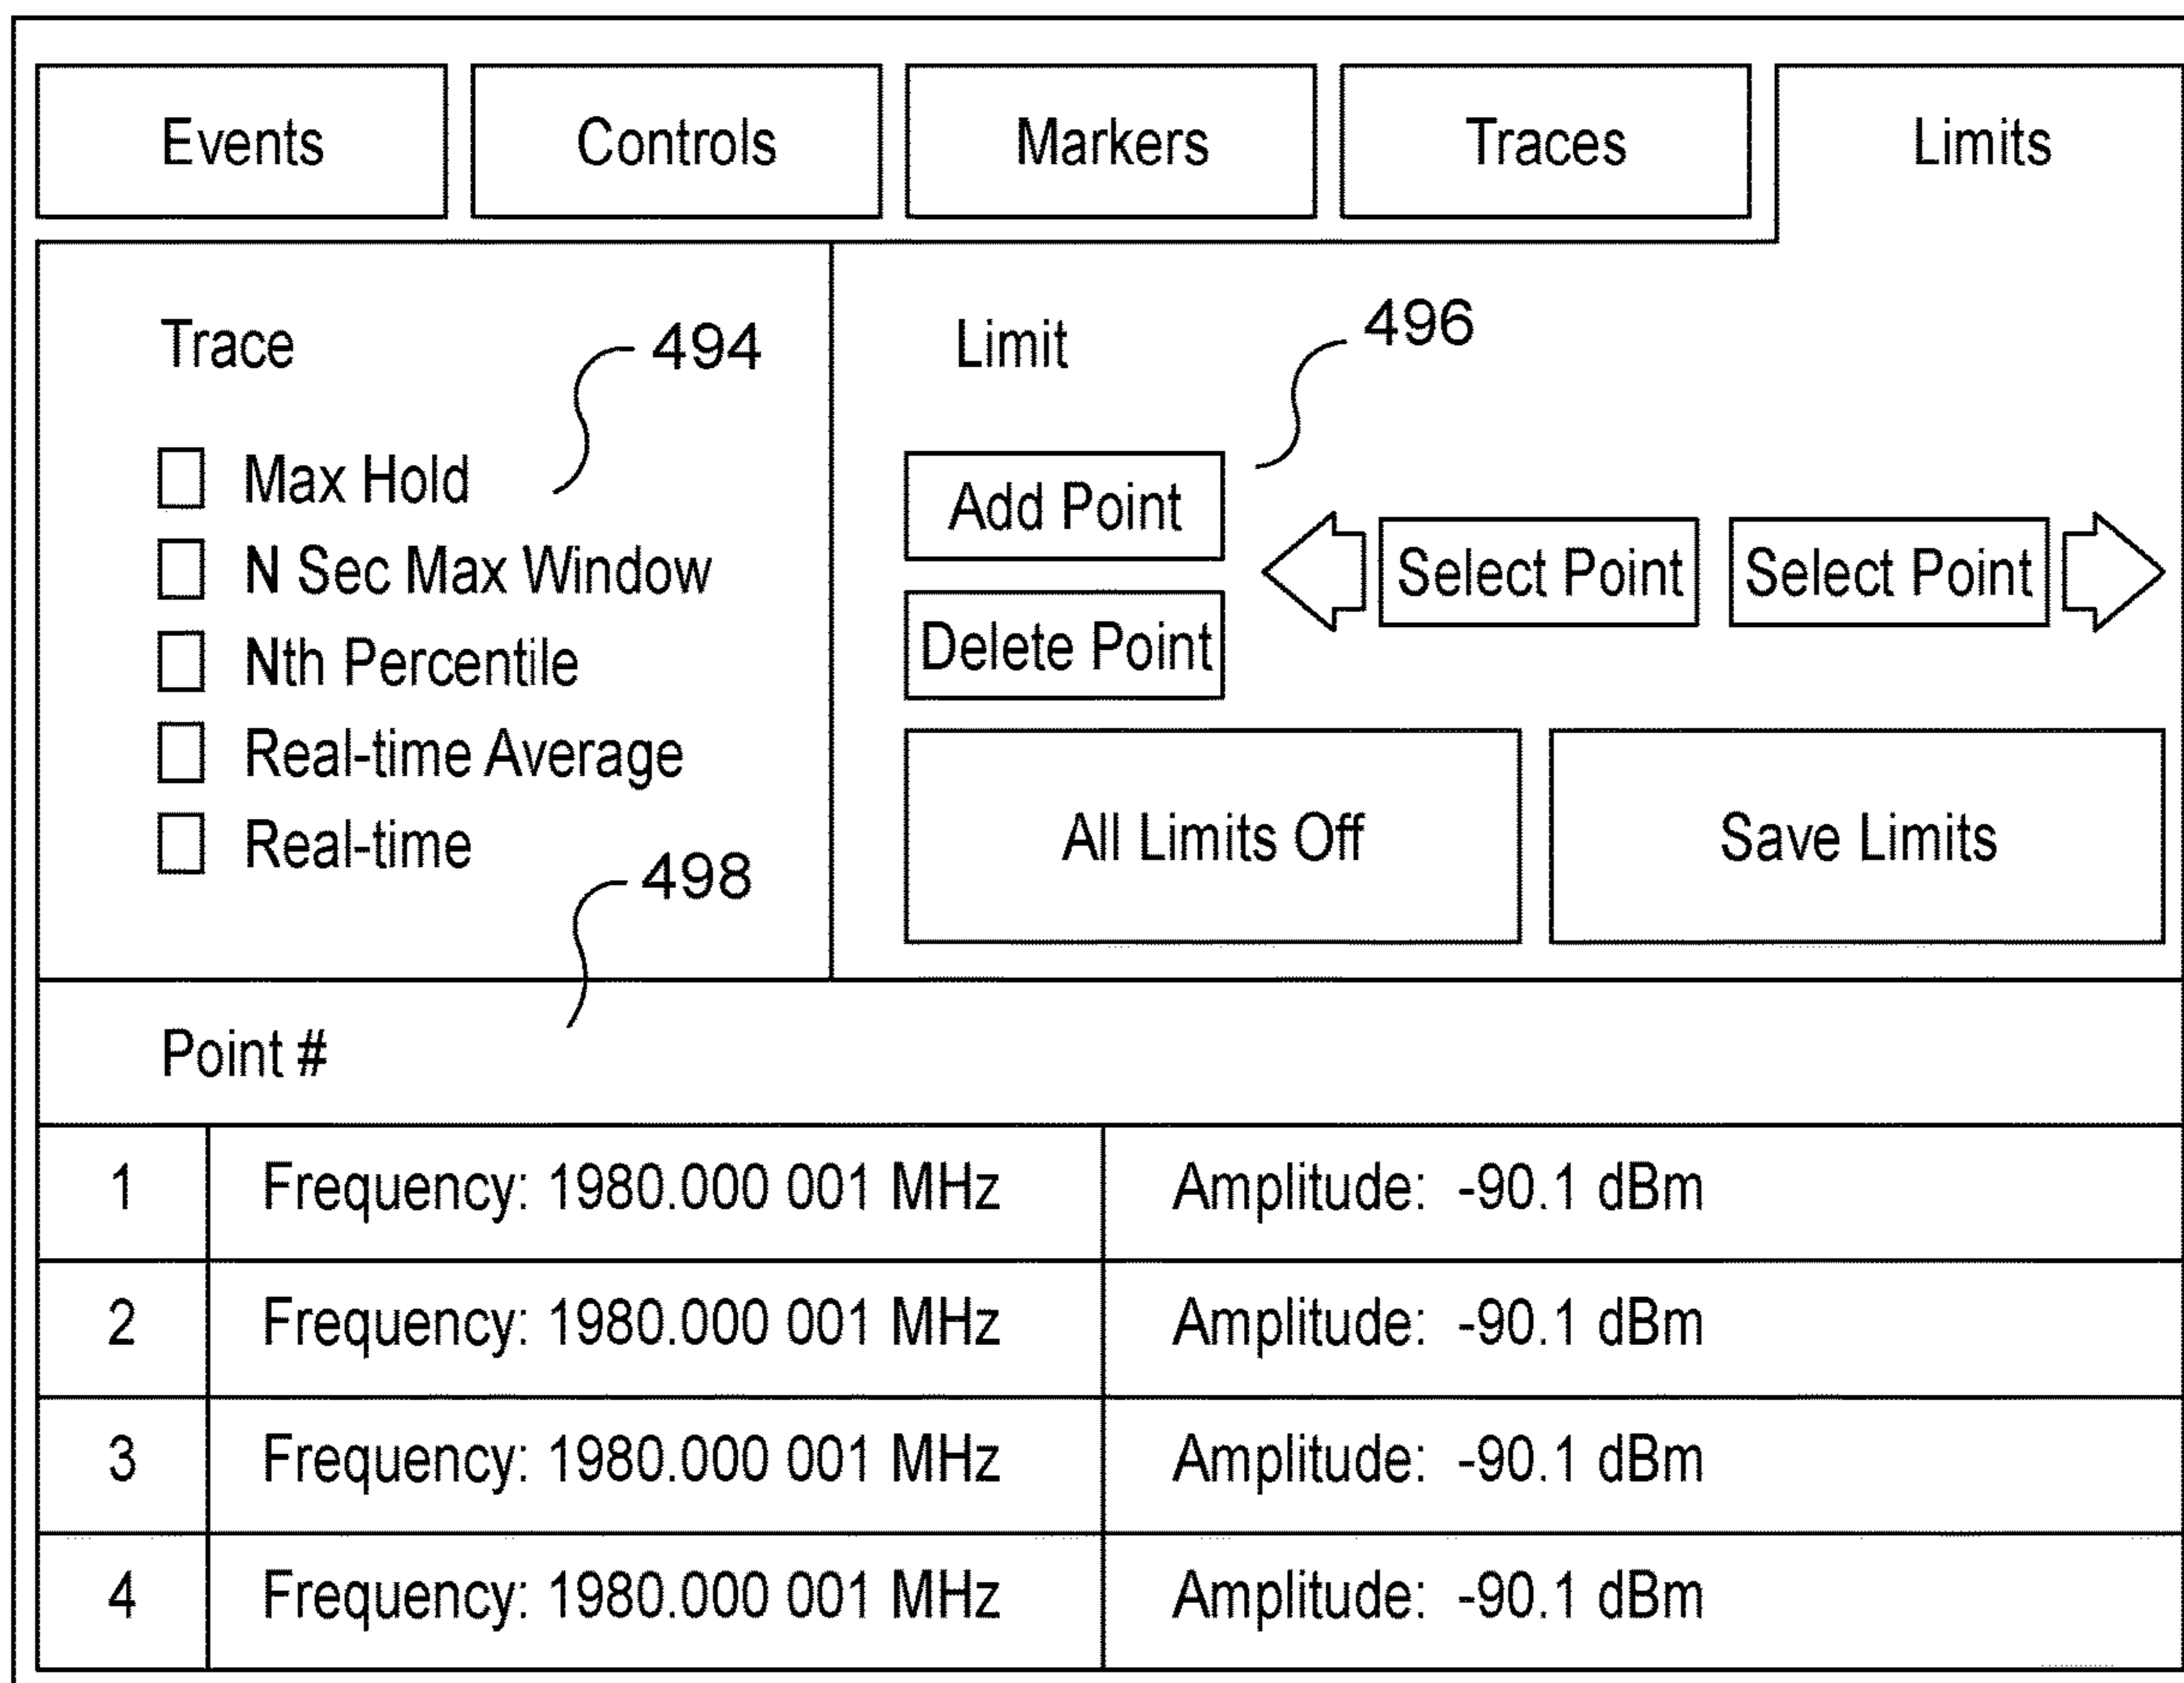 Events Controls Markers Traces Limits
Trace
494
Max Hold
N Sec Max Window
Nth Percentile
Real-time Average
Real-time
Limit
496
Add Point
Delete Point
Select Point Select Point
All Limits Off Save Limits
498
Point #
1 Frequency: 1980.000 001 MHz Amplitude: -90.1 dBm
2 Frequency: 1980.000 001 MHz Amplitude: -90.1 dBm
3 Frequency: 1980.000 001 MHz Amplitude: -90.1 dBm
4 Frequency: 1980.000 001 MHz Amplitude: -90.1 dBm